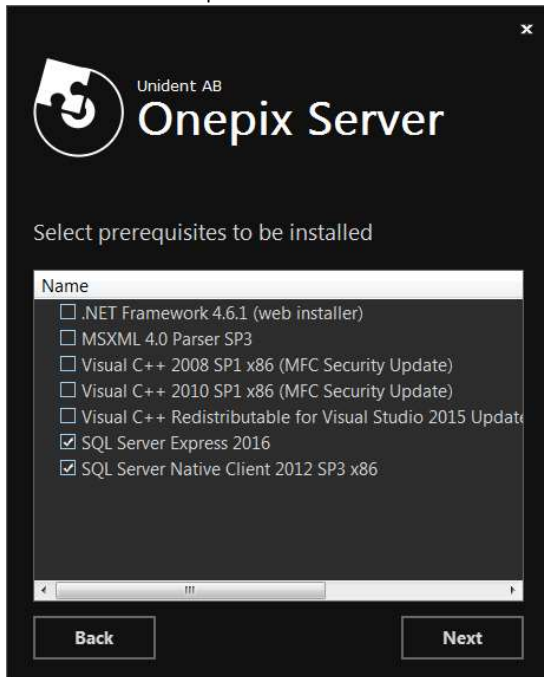 Unident AB
Onepix Server
Select prerequisites to be installed
Name
.NET Framework 4.6.1 (web installer)
MSXML 4.0 Parser SP3
Visual C++ 2008 SP1 x86 (MFC Security Update)
Visual C++ 2010 SP1 x86 (MFC Security Update)
Visual C++ Redistributable for Visual Studio 2015 Update
SQL Server Express 2016
SQL Server Native Client 2012 SP3 x86
Back
Next